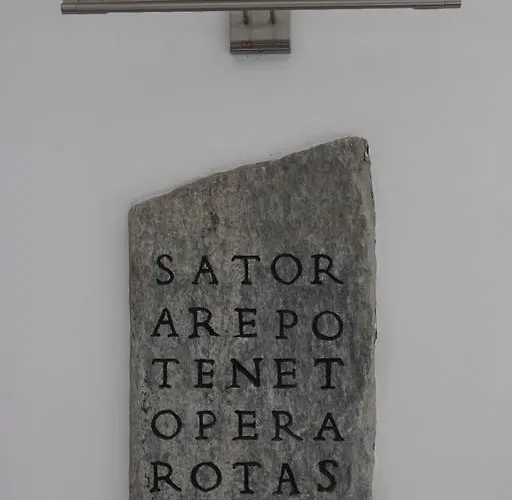 SATOR
AREPO
TENET
OPERA
ROTAS